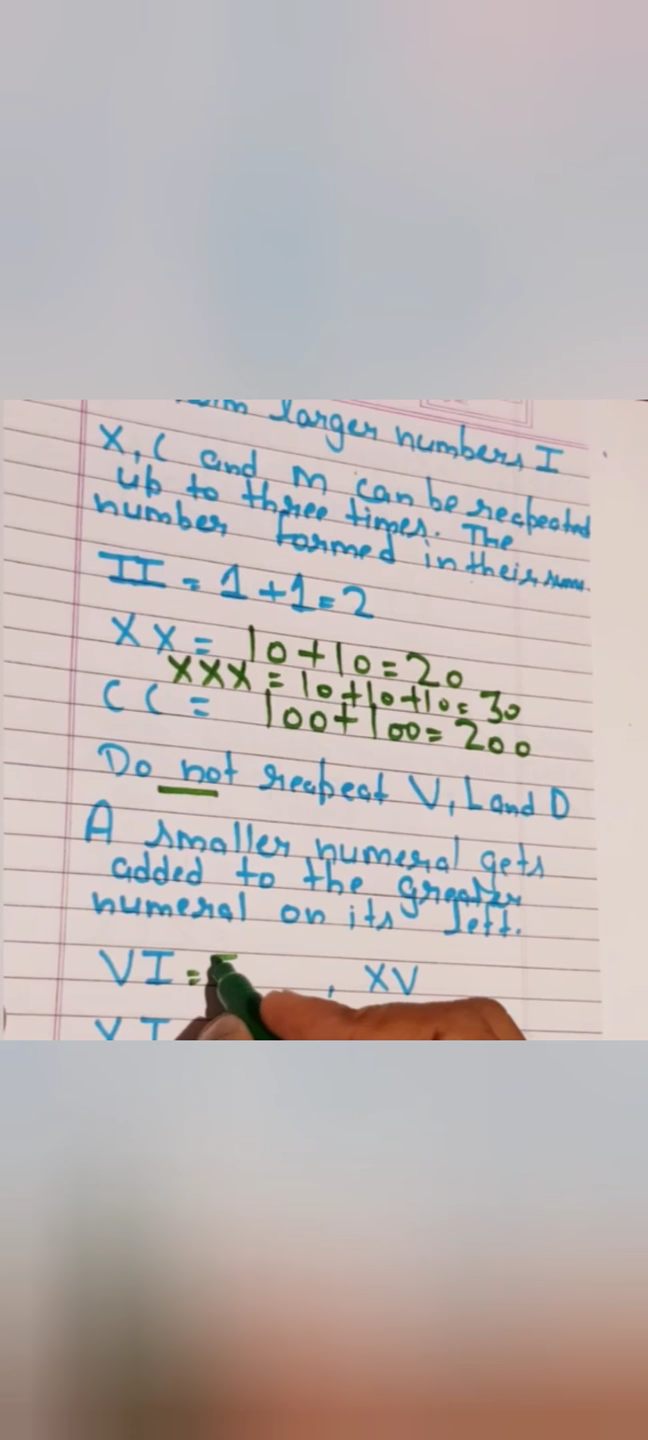 larger numbers I
X, C and M can be repeated
up to three times. The
number formed in their sum.
II = 1+1=2
XX = 10+10=20
XXX = 10+10+10=30
CC = 100+100=200
Do not repeat V, L and D
A smaller numeral gets
added to the greater
numeral on its left.
VI = 5 , XV